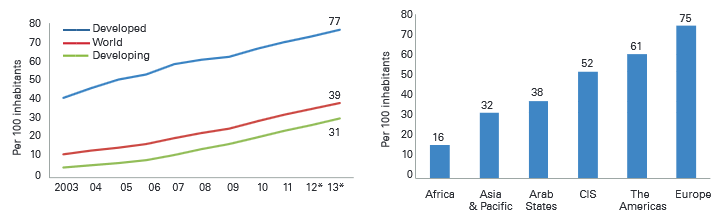 Per 100 inhabitants
80
70
60
50
40
30
20
10
0
Developed
World
Developing
77
39
31
2003 04 05 06 07 08 09 10 11 12* 13*
Per 100 inhabitants
80
70
60
50
40
30
20
10
0
16
32
38
52
61
75
Africa
Asia
& Pacific
Arab
States
CIS
The
Americas
Europe